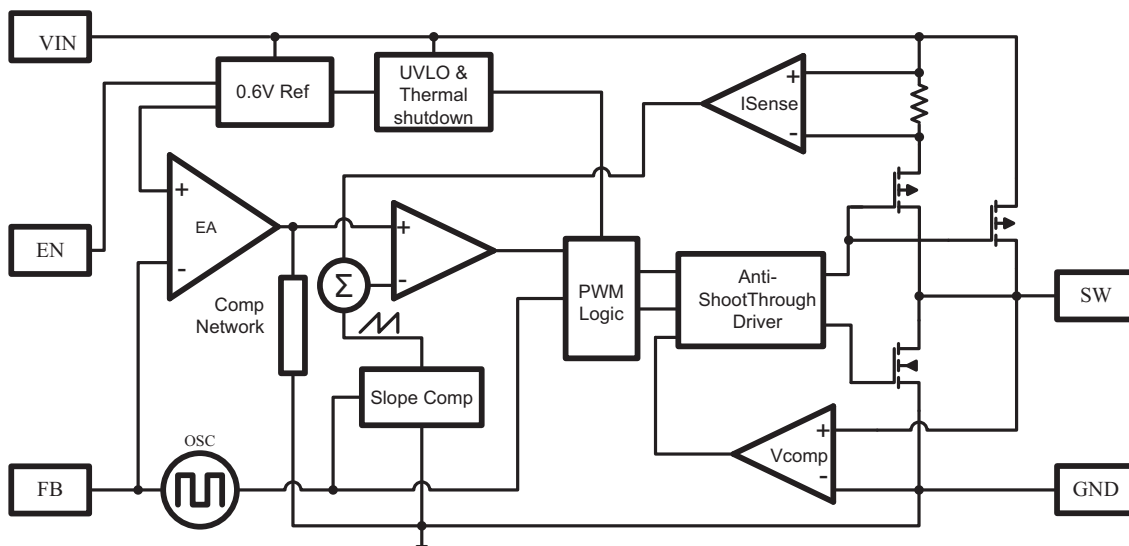 VIN
0.6V Ref
UVLO &
Thermal
shutdown
+
ISense
-
+
EA
-
EN
+
-
Σ
Comp
Network
PWM
Logic
Anti-
ShootThrough
Driver
SW
Slope Comp
OSC
+
Vcomp
-
FB
GND